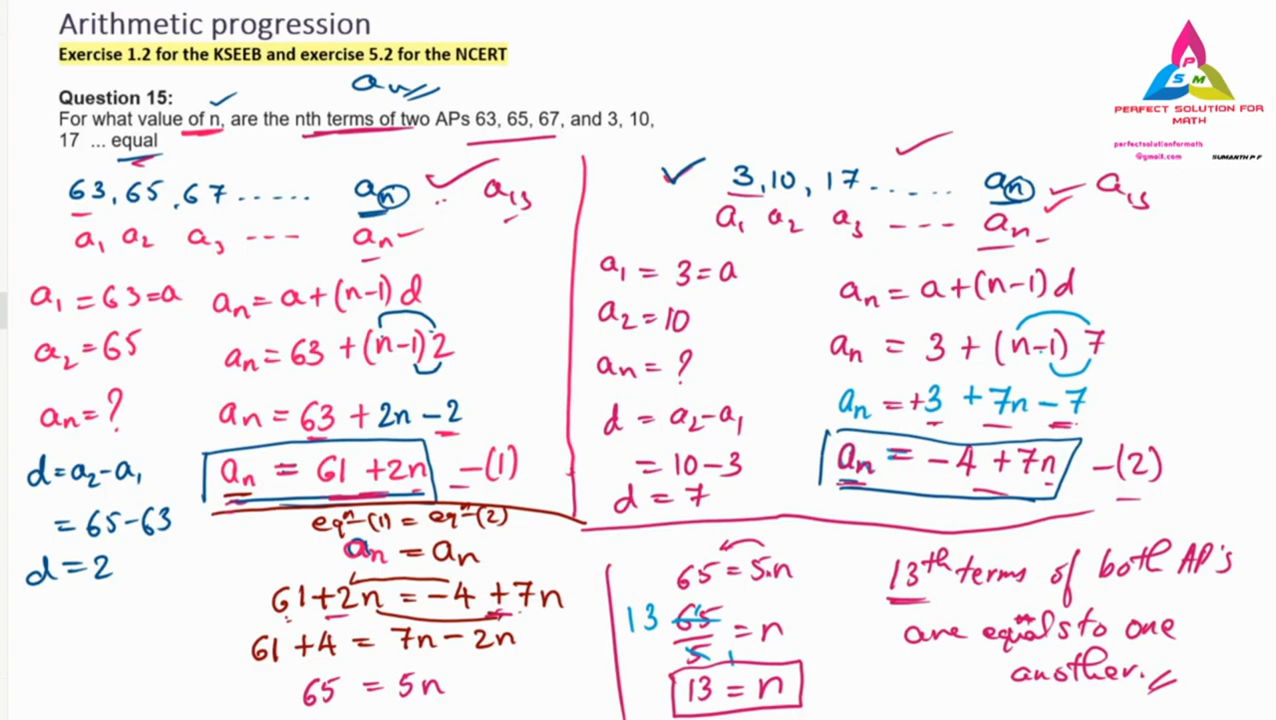 Arithmetic progression
Exercise 1.2 for the KSEEB and exercise 5.2 for the NCERT
aₙ
Question 15:
For what value of n, are the nth terms of two APs 63, 65, 67, and 3, 10,
17 ... equal
P
S M
PERFECT SOLUTION FOR
MATH
perfectsolutionformath
@gmail.com SUMANTH P F
63, 65, 67 ...... aₙ a₁₃
a₁ a₂ a₃ ---- aₙ
a₁ = 63 = a
a₂ = 65
aₙ = ?
d = a₂ - a₁
= 65 - 63
d = 2
aₙ = a + (n-1) d
aₙ = 63 + (n-1) 2
aₙ = 63 + 2n - 2
aₙ = 61 + 2n -(1)
eqⁿ-(1) = eqⁿ-(2)
aₙ = aₙ
61 + 2n = -4 + 7n
61 + 4 = 7n - 2n
65 = 5n
3, 10, 17 ...... aₙ a₁₃
a₁ a₂ a₃ ---- aₙ
a₁ = 3 = a
a₂ = 10
aₙ = ?
d = a₂ - a₁
= 10 - 3
d = 7
aₙ = a + (n-1) d
aₙ = 3 + (n-1) 7
aₙ = +3 + 7n - 7
aₙ = -4 + 7n -(2)
65 = 5.n
13 65/5 1 = n
13 = n
13th terms of both AP's
are equals to one
another.